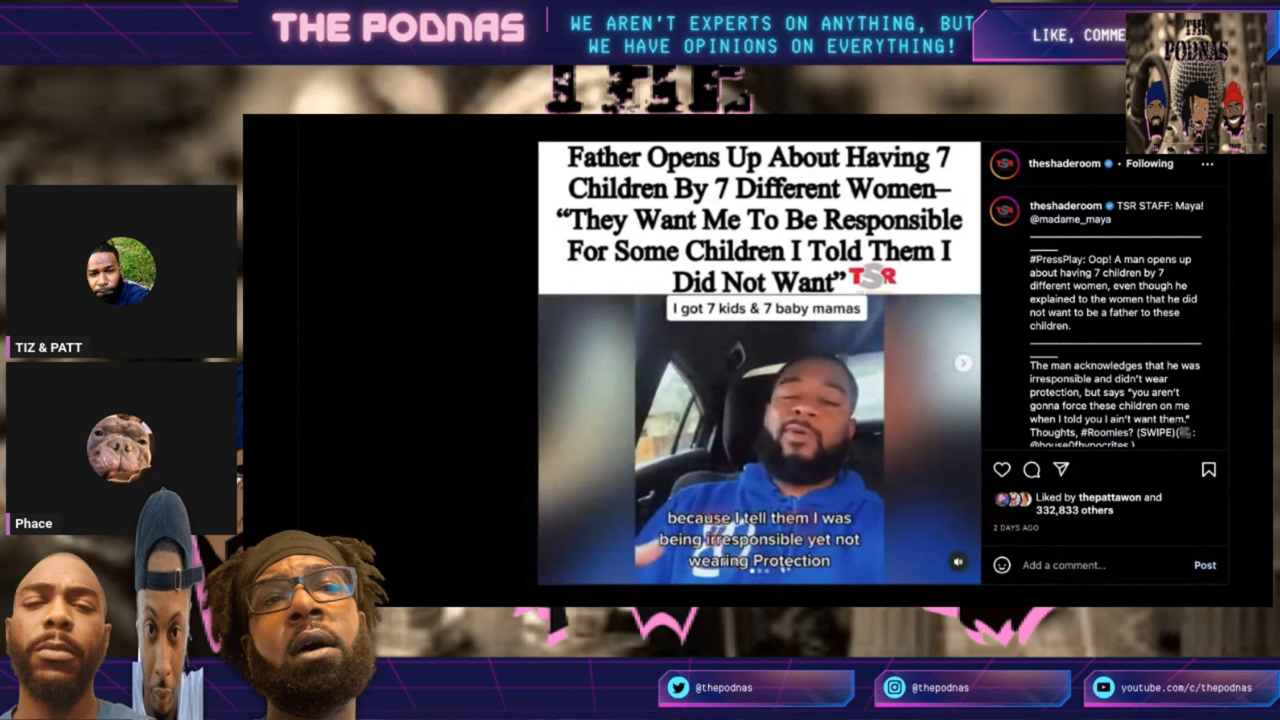 THE PODNAS
WE AREN'T EXPERTS ON ANYTHING, BUT
WE HAVE OPINIONS ON EVERYTHING!
LIKE, COMME
THE
PODNAS
THE
TIZ & PATT
Phace
Father Opens Up About Having 7
Children By 7 Different Women–
“They Want Me To Be Responsible
For Some Children I Told Them I
Did Not Want” TSR
I got 7 kids & 7 baby mamas
because I tell them I was
being irresponsible yet not
wearing Protection
theshaderoom • Following
theshaderoom TSR STAFF: Maya!
@madame_maya
#PressPlay: Oop! A man opens up
about having 7 children by 7
different women, even though he
explained to the women that he did
not want to be a father to these
children.
The man acknowledges that he was
irresponsible and didn’t wear
protection, but says “you aren’t
gonna force these children on me
when I told you I ain’t want them.”
Thoughts, #Roomies? (SWIPE)( :
@house0fhypocrites )
Liked by thepattawon and
332,833 others
2 DAYS AGO
Add a comment...
Post
@thepodnas
@thepodnas
youtube.com/c/thepodnas